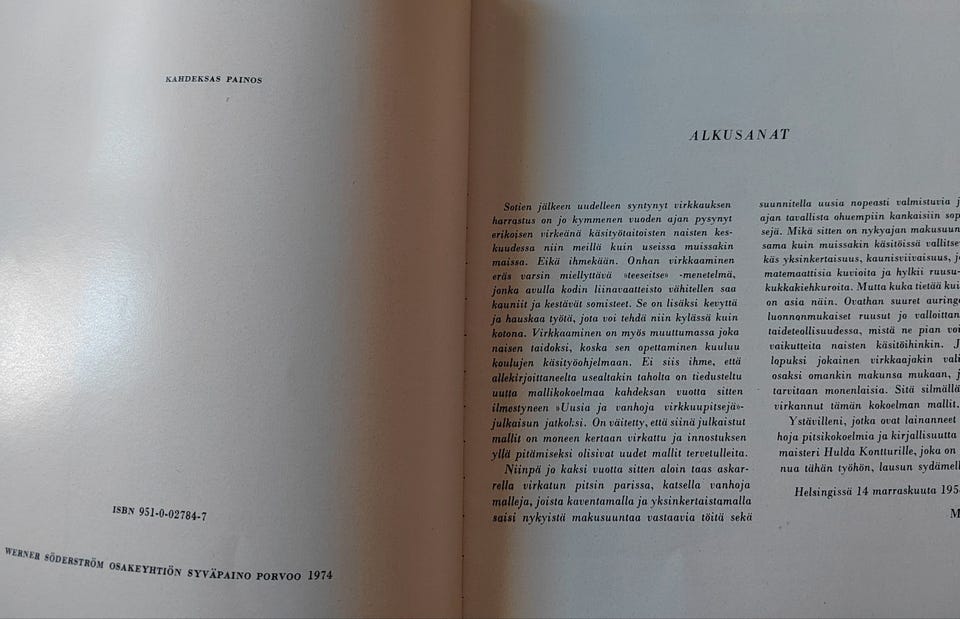 KAHDEKSAS PAINOS
ISBN 951-0-02784-7
WERNER SÖDERSTRÖM OSAKEYHTIÖN SYVÄPAINO PORVOO 1974
ALKUSANAT
Sotien jälkeen uudelleen syntynyt virkkauksen
harrastus on jo kymmenen vuoden ajan pysynyt
erikoisen virkeänä käsityötaitoisten naisten kes-
kuudessa niin meillä kuin useissa muissakin
maissa. Eikä ihmekään. Onhan virkkaaminen
eräs varsin miellyttävä »teeseitse» -menetelmä,
jonka avulla kodin liinavaatteisto vähitellen saa
kauniit ja kestävät somisteet. Se on lisäksi kevyttä
ja hauskaa työtä, jota voi tehdä niin kylässä kuin
kotona. Virkkaaminen on myös muuttumassa joka
naisen taidoksi, koska sen opettaminen kuuluu
koulujen käsityöohjelmaan. Ei siis ihme, että
allekirjoittaneelta usealtakin taholta on tiedusteltu
uutta mallikokoelmaa kahdeksan vuotta sitten
ilmestyneen »Uusia ja vanhoja virkkuupitsejä»-
julkaisun jatkoksi. On väitetty, että siinä julkaistut
mallit on moneen kertaan virkattu ja innostuksen
yllä pitämiseksi olisivat uudet mallit tervetulleita.
Niinpä jo kaksi vuotta sitten aloin taas askar-
rella virkatun pitsin parissa, katsella vanhoja
malleja, joista kaventamalla ja yksinkertaistamalla
saisi nykyistä makusuuntaa vastaavia töitä sekä
suunnitella uusia nopeasti valmistuvia
ajan tavallista ohuempiin kankaisiin
sejä. Mikä sitten on nykyajan
sama kuin muissakin käsitöissä
käs yksinkertaisuus, kaunisviivaisuus,
matemaattisia kuvioita ja hylkii ruusu-
kukkakiehkuroita. Mutta kuka tietää
on asia näin. Ovathan suuret
luonnonmukaiset ruusut jo
taideteollisuudessa, mistä ne pian
vaikutteita naisten käsitöihinkin.
lopuksi jokainen virkkaajakin
osaksi omankin makunsa mukaan,
tarvitaan monenlaisia. Sitä
virkannut tämän kokoelman mallit.
Ystävilleni, jotka ovat lainanneet
hoja pitsikokoelmia ja kirjallisuutta
maisteri Hulda Kontturille, joka on
nua tähän työhön, lausun
Helsingissä 14 marraskuuta
M